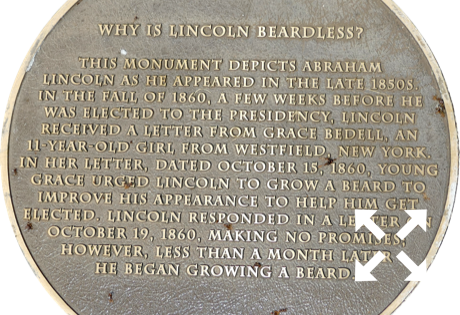 WHY IS LINCOLN BEARDLESS?
THIS MONUMENT DEPICTS ABRAHAM
LINCOLN AS HE APPEARED IN THE LATE 1850S.
IN THE FALL OF 1860, A FEW WEEKS BEFORE HE
WAS ELECTED TO THE PRESIDENCY, LINCOLN
RECEIVED A LETTER FROM GRACE BEDELL, AN
11-YEAR-OLD GIRL FROM WESTFIELD, NEW YORK.
IN HER LETTER, DATED OCTOBER 15, 1860, YOUNG
GRACE URGED LINCOLN TO GROW A BEARD TO
IMPROVE HIS APPEARANCE TO HELP HIM GET
ELECTED. LINCOLN RESPONDED IN A LETTER ON
OCTOBER 19, 1860, MAKING NO PROMISES,
HOWEVER, LESS THAN A MONTH LATER
HE BEGAN GROWING A BEARD.